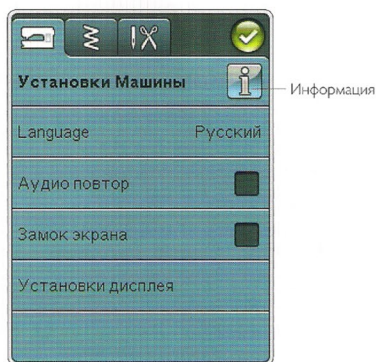 Установки Машины
Информация
Language Русский
Аудио повтор
Замок экрана
Установки дисплея